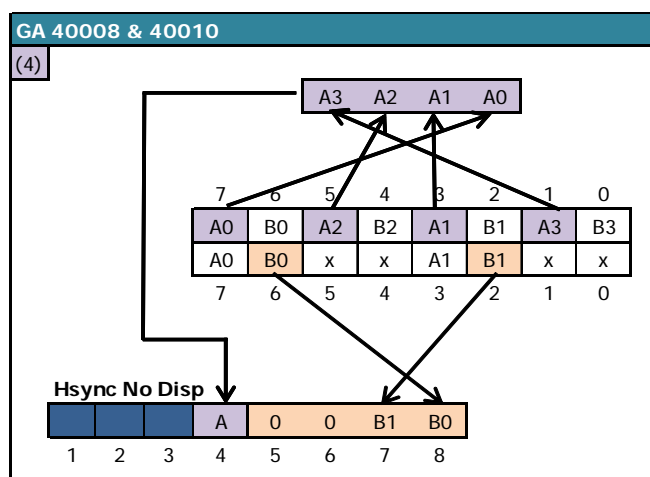 GA 40008 & 40010
(4)
A3 A2 A1 A0
7 6 5 4 3 2 1 0
A0 B0 A2 B2 A1 B1 A3 B3
A0 B0 x x A1 B1 x x
7 6 5 4 3 2 1 0
Hsync No Disp
A 0 0 B1 B0
1 2 3 4 5 6 7 8